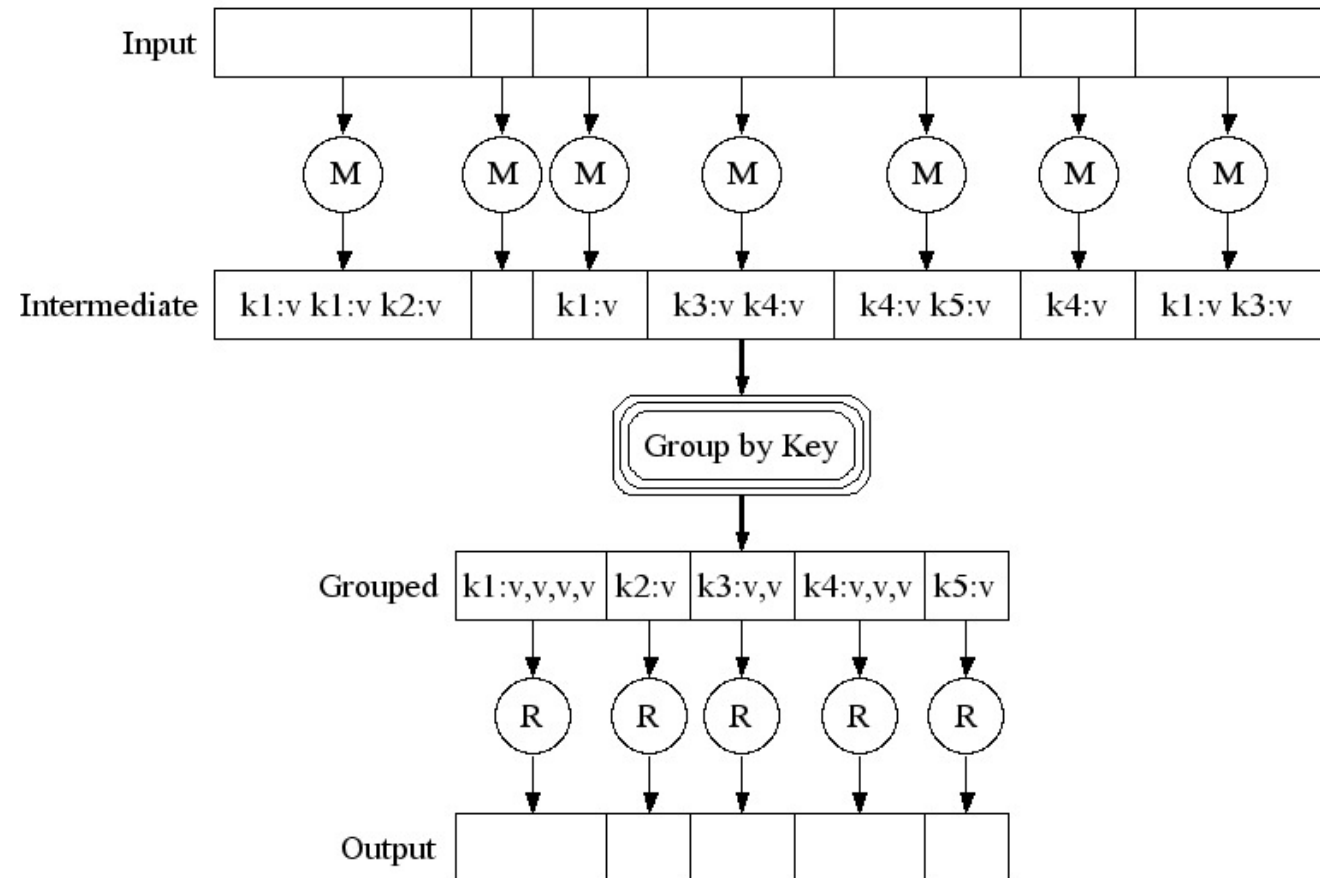 Input
M M M M M M M
Intermediate k1:v k1:v k2:v k1:v k3:v k4:v k4:v k5:v k4:v k1:v k3:v
Group by Key
Grouped k1:v,v,v,v k2:v k3:v,v k4:v,v,v k5:v
R R R R R
Output